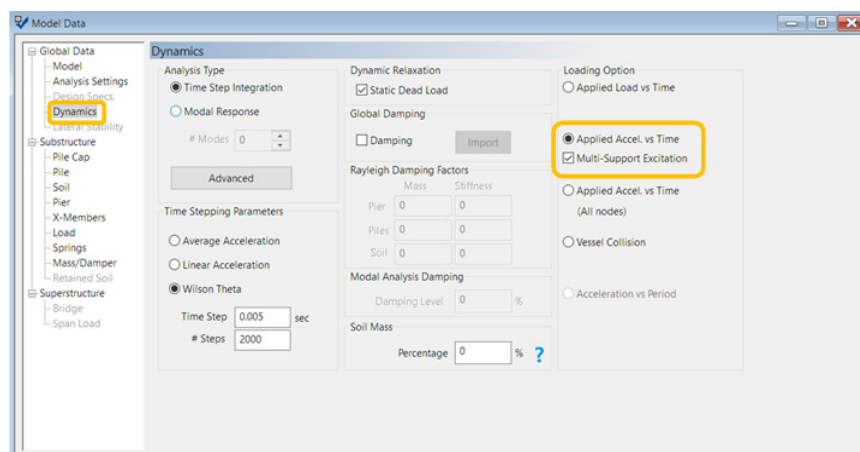 Model Data
Global Data
Model
Analysis Settings
Design Specs.
Dynamics
Lateral Stability
Substructure
Pile Cap
Pile
Soil
Pier
X-Members
Load
Springs
Mass/Damper
Retained Soil
Superstructure
Bridge
Span Load
Dynamics
Analysis Type
Time Step Integration
Modal Response
# Modes 0
Advanced
Time Stepping Parameters
Average Acceleration
Linear Acceleration
Wilson Theta
Time Step 0.005 sec
# Steps 2000
Dynamic Relaxation
Static Dead Load
Global Damping
Damping Import
Rayleigh Damping Factors
Mass Stiffness
Pier 0 0
Piles 0 0
Soil 0 0
Modal Analysis Damping
Damping Level 0 %
Soil Mass
Percentage 0 % ?
Loading Option
Applied Load vs Time
Applied Accel. vs Time
Multi-Support Excitation
Applied Accel. vs Time
(All nodes)
Vessel Collision
Acceleration vs Period